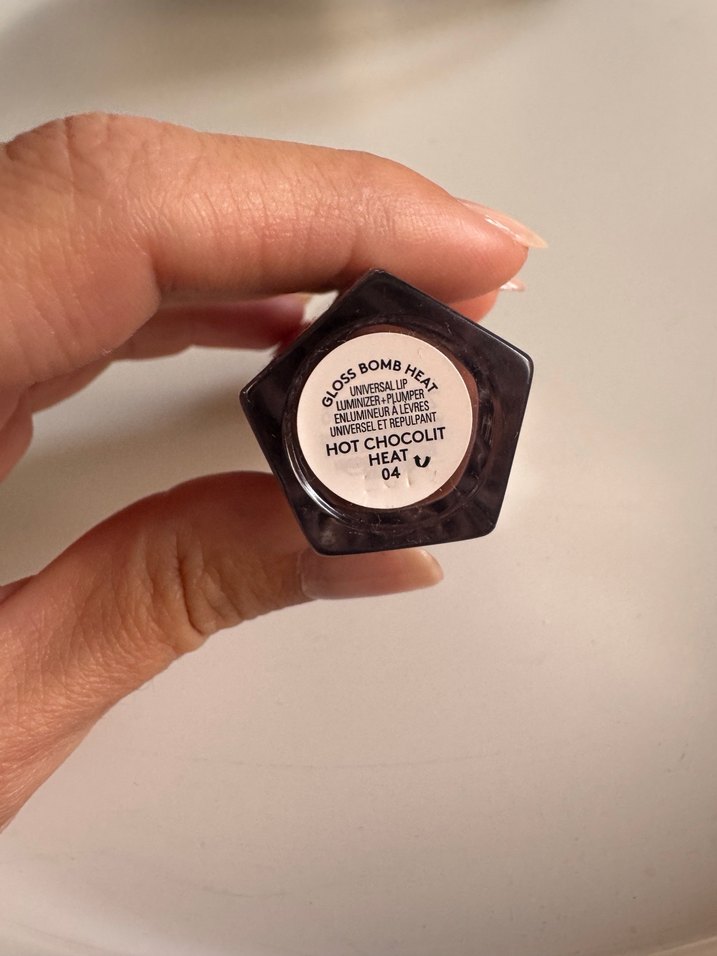 GLOSS BOMB HEAT
UNIVERSAL LIP
LUMINIZER+PLUMPER
ENLUMINEUR À LÈVRES
UNIVERSEL ET REPULPANT
HOT CHOCOLIT
HEAT
04